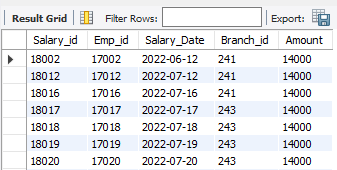 Result Grid Filter Rows: Export:
Salary_id Emp_id Salary_Date Branch_id Amount
18002 17002 2022-06-12 241 14000
18012 17012 2022-07-12 241 14000
18016 17016 2022-07-16 241 14000
18017 17017 2022-07-17 243 14000
18018 17018 2022-07-18 243 14000
18019 17019 2022-07-19 243 14000
18020 17020 2022-07-20 243 14000